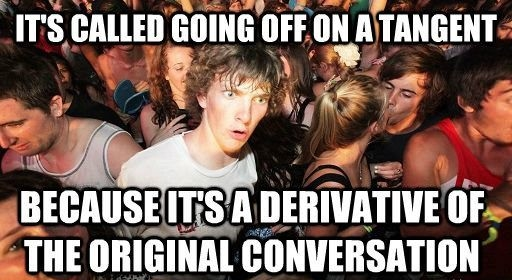 IT'S CALLED GOING OFF ON A TANGENT
BECAUSE IT'S A DERIVATIVE OF
THE ORIGINAL CONVERSATION